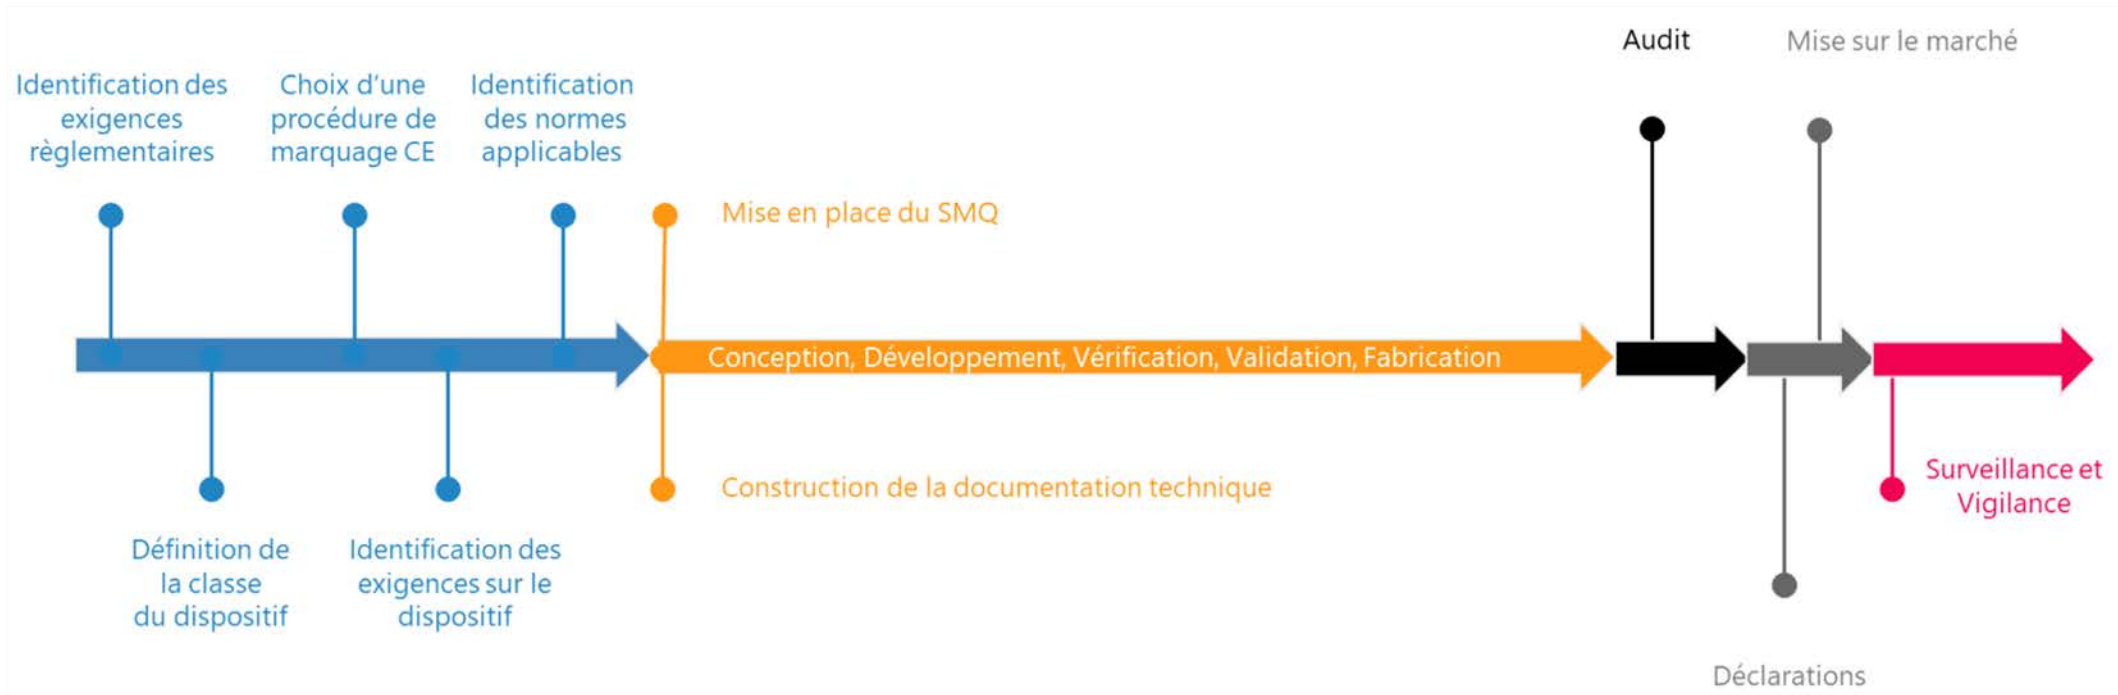 Audit
Mise sur le marché
Identification des
exigences
règlementaires
Choix d’une
procédure de
marquage CE
Identification
des normes
applicables
Mise en place du SMQ
Conception, Développement, Vérification, Validation, Fabrication
Construction de la documentation technique
Surveillance et
Vigilance
Définition de
la classe
du dispositif
Identification des
exigences sur le
dispositif
Déclarations